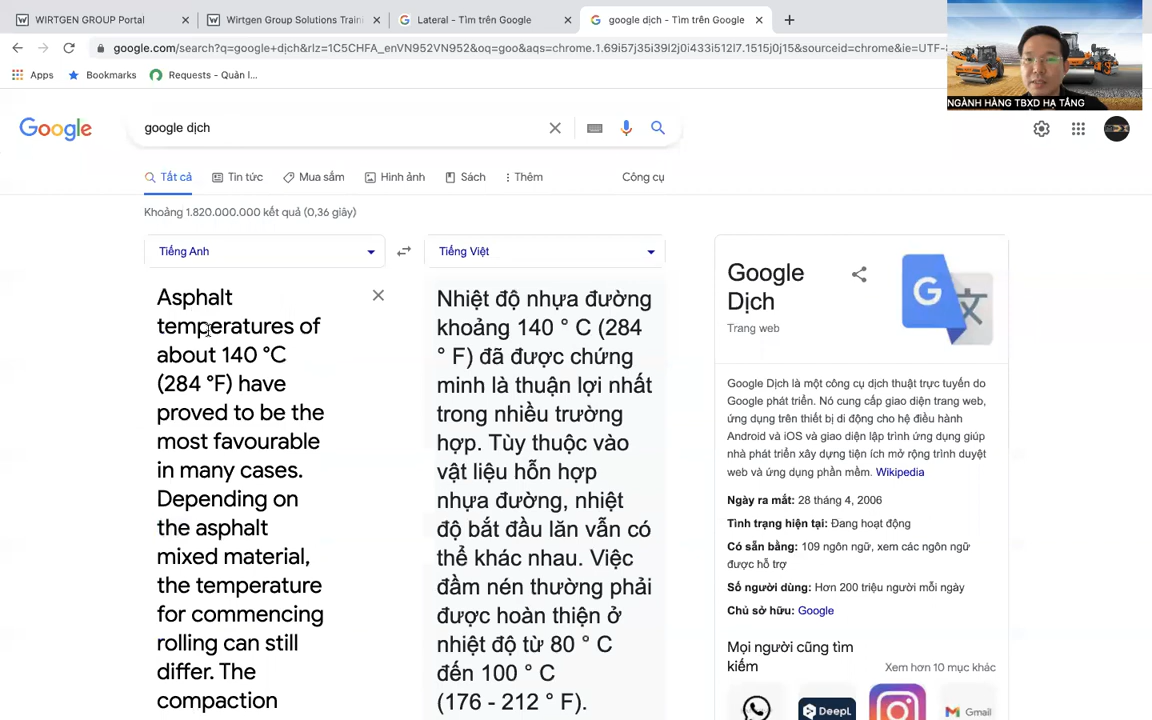 WIRTGEN GROUP Portal
Wirtgen Group Solutions Traini
Lateral - Tìm trên Google
google dịch - Tìm trên Google
google.com/search?q=google+dịch&rlz=1C5CHFA_enVN952VN952&oq=goo&aqs=chrome.1.69i57j35i39l2j0i433i512l7.1515j0j15&sourceid=chrome&ie=UTF-8
Apps
Bookmarks
Requests - Quản l...
NGÀNH HÀNG TBXD HẠ TẦNG
Google
google dịch
Tất cả
Tin tức
Mua sắm
Hình ảnh
Sách
Thêm
Công cụ
Khoảng 1.820.000.000 kết quả (0,36 giây)
Tiếng Anh
Tiếng Việt
Asphalt
temperatures of
about 140 °C
(284 °F) have
proved to be the
most favourable
in many cases.
Depending on
the asphalt
mixed material,
the temperature
for commencing
rolling can still
differ. The
compaction
Nhiệt độ nhựa đường
khoảng 140 ° C (284
° F) đã được chứng
minh là thuận lợi nhất
trong nhiều trường
hợp. Tùy thuộc vào
vật liệu hỗn hợp
nhựa đường, nhiệt
độ bắt đầu lăn vẫn có
thể khác nhau. Việc
đầm nén thường phải
được hoàn thiện ở
nhiệt độ từ 80 ° C
đến 100 ° C
(176 - 212 ° F).
Google
Dịch
Trang web
Google Dịch là một công cụ dịch thuật trực tuyến do
Google phát triển. Nó cung cấp giao diện trang web,
ứng dụng trên thiết bị di động cho hệ điều hành
Android và iOS và giao diện lập trình ứng dụng giúp
nhà phát triển xây dựng tiện ích mở rộng trình duyệt
web và ứng dụng phần mềm. Wikipedia
Ngày ra mắt: 28 tháng 4, 2006
Tình trạng hiện tại: Đang hoạt động
Có sẵn bằng: 109 ngôn ngữ, xem các ngôn ngữ
được hỗ trợ
Số người dùng: Hơn 200 triệu người mỗi ngày
Chủ sở hữu: Google
Mọi người cũng tìm
kiếm
Xem hơn 10 mục khác
DeepL
Gmail